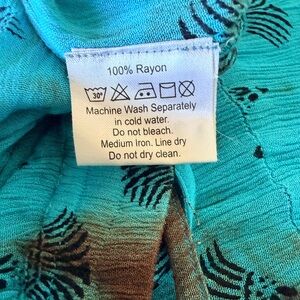 100% Rayon
30°
Machine Wash Separately
in cold water.
Do not bleach.
Medium Iron. Line dry
Do not dry clean.